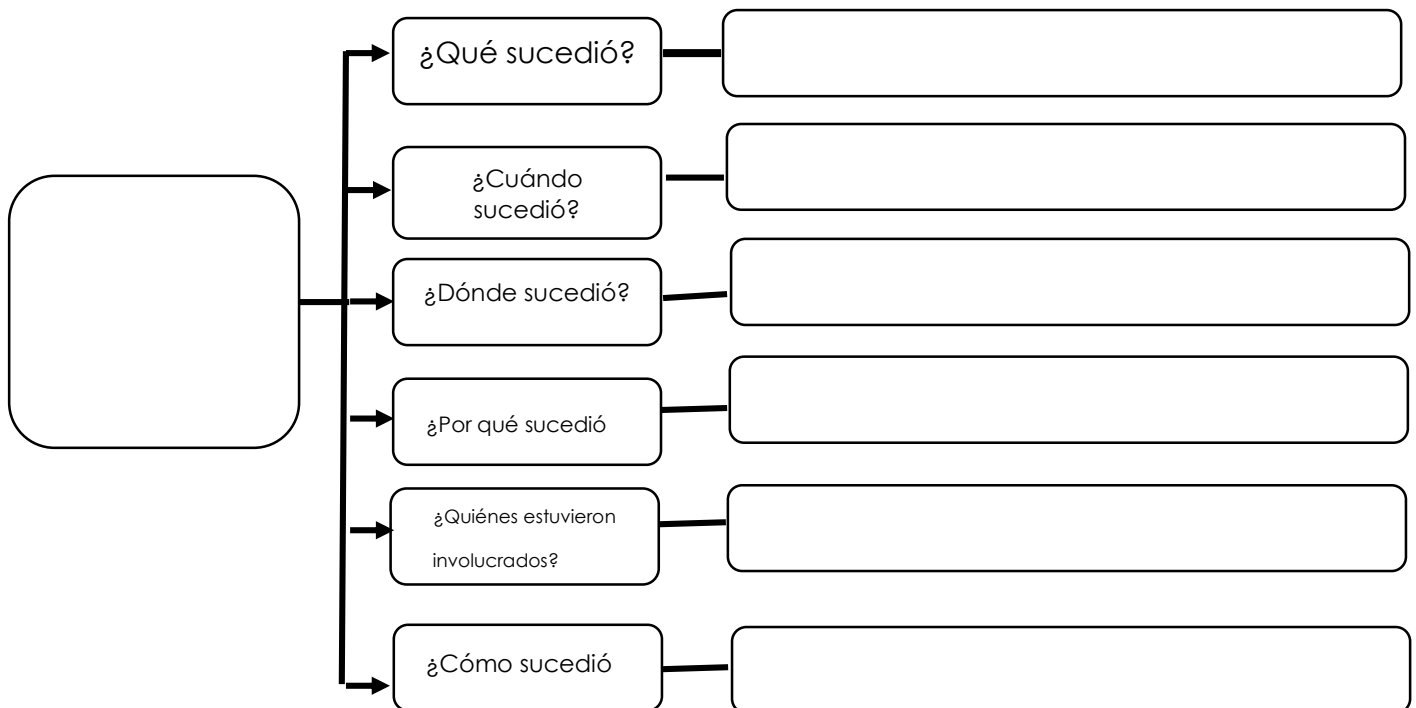 ¿Qué sucedió?
¿Cuándo
sucedió?
¿Dónde sucedió?
¿Por qué sucedió
¿Quiénes estuvieron
involucrados?
¿Cómo sucedió